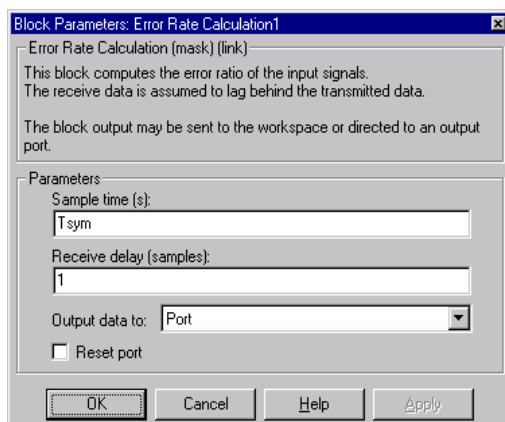 Block Parameters: Error Rate Calculation1
Error Rate Calculation (mask) (link)
This block computes the error ratio of the input signals.
The receive data is assumed to lag behind the transmitted data.
The block output may be sent to the workspace or directed to an output
port.
Parameters
Sample time (s):
Tsym
Receive delay (samples):
1
Output data to: Port
Reset port
OK Cancel Help Apply